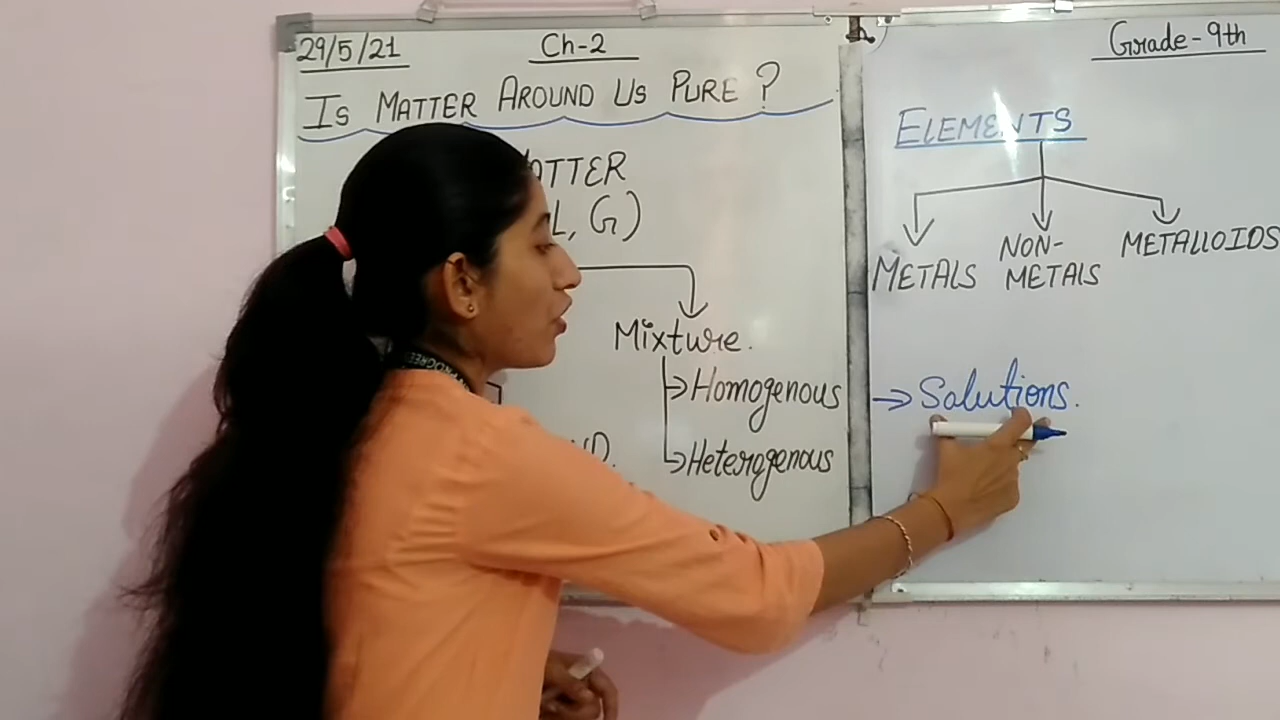 29/5/21
Ch-2
IS MATTER AROUND US PURE?
L, G)
Mixture.
→Homogenous
→Heterogenous
Grade-9th
ELEMENTS
METALS
NON-
METALS
METALLOIDS
→ Solutions.